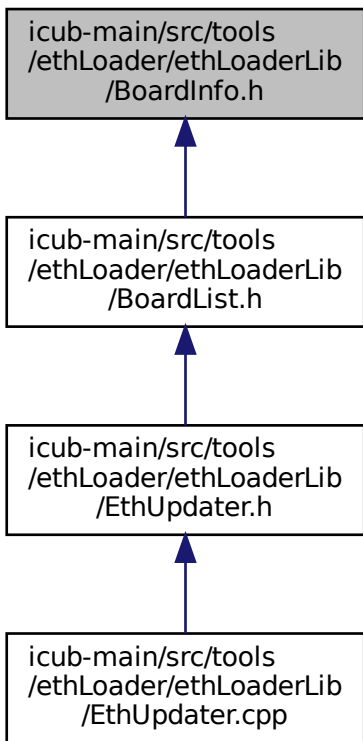 icub-main/src/tools
/ethLoader/ethLoaderLib
/BoardInfo.h
icub-main/src/tools
/ethLoader/ethLoaderLib
/BoardList.h
icub-main/src/tools
/ethLoader/ethLoaderLib
/EthUpdater.h
icub-main/src/tools
/ethLoader/ethLoaderLib
/EthUpdater.cpp